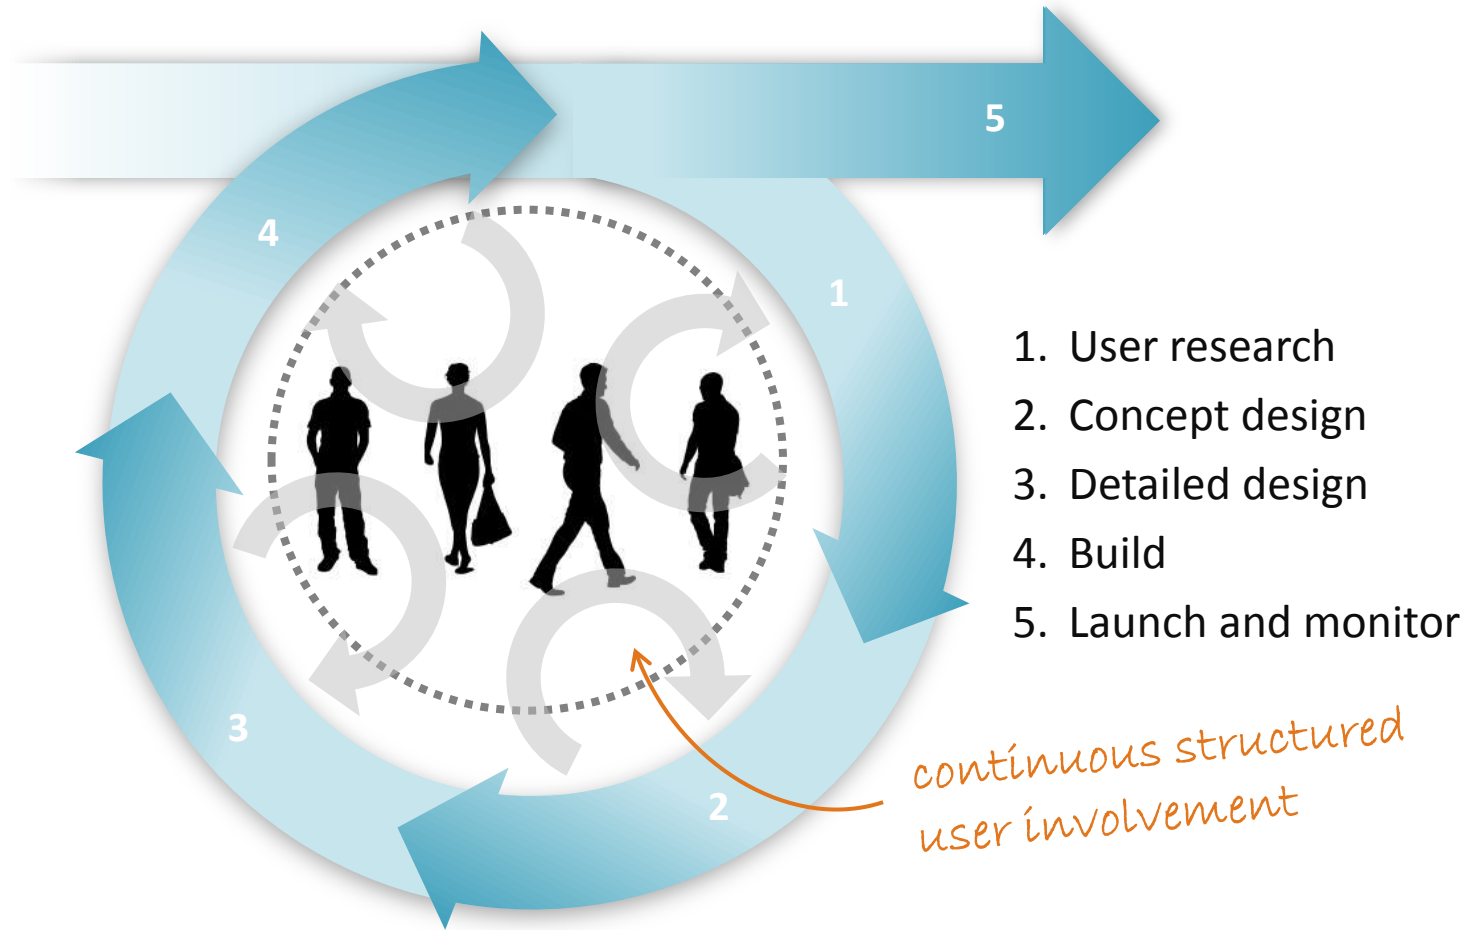 5
4
1
1. User research
2. Concept design
3. Detailed design
4. Build
5. Launch and monitor
3
2
continuous structured
user involvement